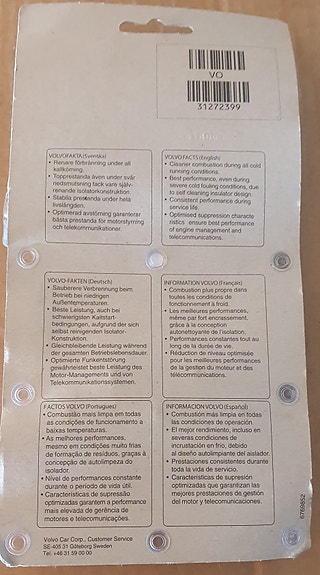 VO
31272399
VOLVOFAKTA (Svenska)
• Renare förbränning under all
kallkörning.
• Topprestanda även under svår
nedsmutsning tack vare själv-
renande isolatorkonstruktion.
• Stabila prestanda under hela
livslängden.
• Optimerad avstörning garanterar
bästa prestanda för motorstyrning
och telekommunikationer.
VOLVO FACTS (English)
• Cleaner combustion during all cold
running conditions.
• Best performance, even during
severe cold fouling conditions, due
to self cleaning insulator design.
• Consistent performance during
service life.
• Optimised suppression characte
ristics ensure best performance
of engine management and
telecommunications.
VOLVO-FAKTEN (Deutsch)
• Sauberere Verbrennung beim
Betrieb bei niedrigen
Außentemperaturen.
• Beste Leistung, auch bei
schwierigsten Kaltstart-
bedingungen, aufgrund der sich
selbst reinigenden Isolator-
Konstruktion.
• Gleichbleibende Leistung während
der gesamten Betriebslebensdauer.
• Optimierte Funkentstörung
gewährleistet beste Leistung des
Motor-Managements und von
Telekommunikationssystemen.
INFORMATION VOLVO (Français)
• Combustion plus propre dans
toutes les conditions de
fonctionnement à froid.
• Les meilleures performances,
même par fort encrassement,
grâce à la conception
autonettoyante de l'isolation.
• Performances constantes tout au
long de la durée de vie.
• Réduction de niveau optimisée
pour les meilleures performances
de la gestion du moteur et des
télécommunications.
FACTOS VOLVO (Portugues)
• Combustão mais limpa em todas
as condições de funcionamento a
baixas temperaturas.
• As melhores performances,
mesmo em condições muito frias
de formação de resíduos, graças à
concepção de autolimpeza do
isolador.
• Nível de performances constante
durante o período de vida útil.
• Características de supressão
optimizadas garantem a performance
mais elevada de gerência de
motores e telecomunicações.
INFORMACION VOLVO (Español)
• Combustión más limpia en todas
las condiciones de operación.
• El mejor rendimiento, incluso en
severas condiciones de
incrustación en frío, debido
al diseño autolimpiante del aislador.
• Prestaciones consistentes durante
toda la vida de servicio.
• Características de supresión
optimizadas que garantizan las
mejores prestaciones de gestión
del motor y telecomunicaciones.
6769852
Volvo Car Corp., Customer Service
SE-405 31 Göteborg Sweden
Tel. +46 31 59 00 00